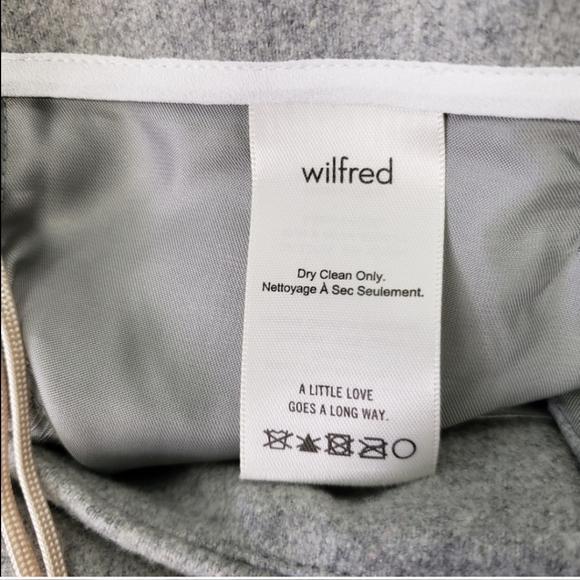 wilfred
Dry Clean Only.
Nettoyage À Sec Seulement.
A LITTLE LOVE
GOES A LONG WAY.